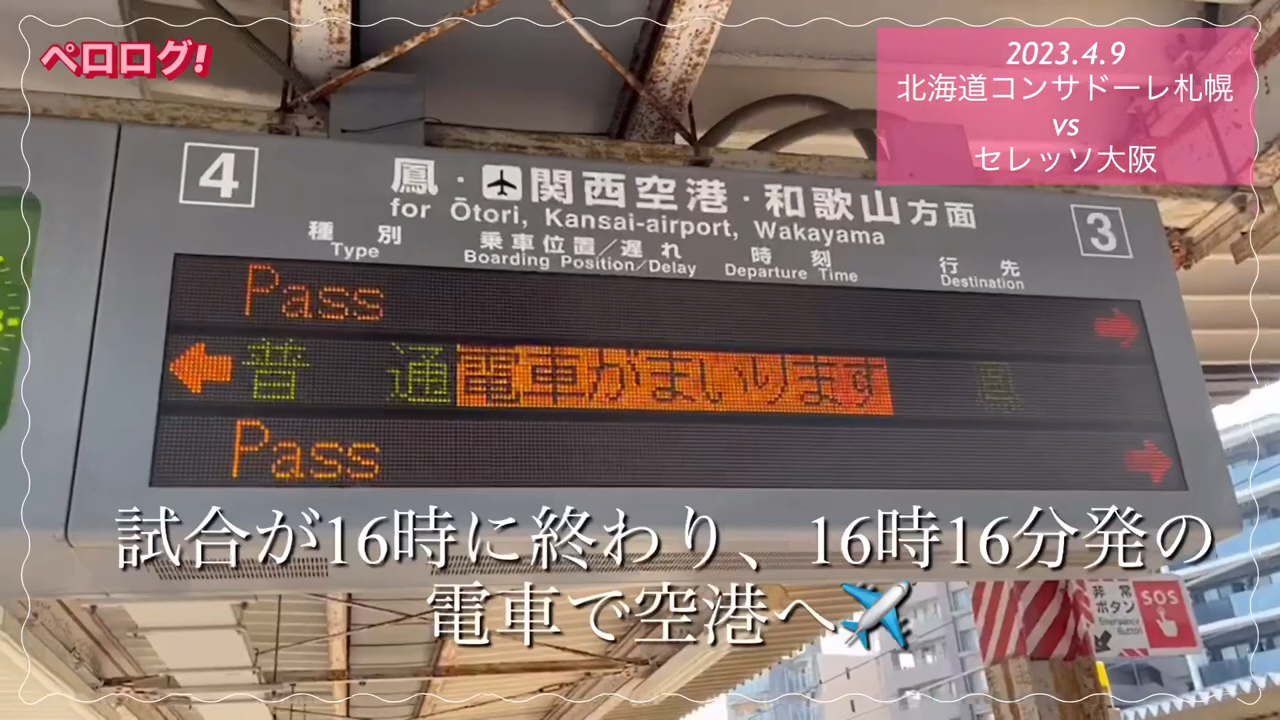 ペロログ!
2023.4.9
北海道コンサドーレ札幌
vs
セレッソ大阪
4
鳳・関西空港・和歌山方面
for Ōtori, Kansai-airport, Wakayama
3
種別 乗車位置/遅れ 時刻 行先
Type Boarding Position/Delay Departure Time Destination
Pass
普通 電車がまいります 鳳
Pass
試合が16時に終わり、16時16分発の
電車で空港へ✈️
非常ボタン
Emergency Button
SOS